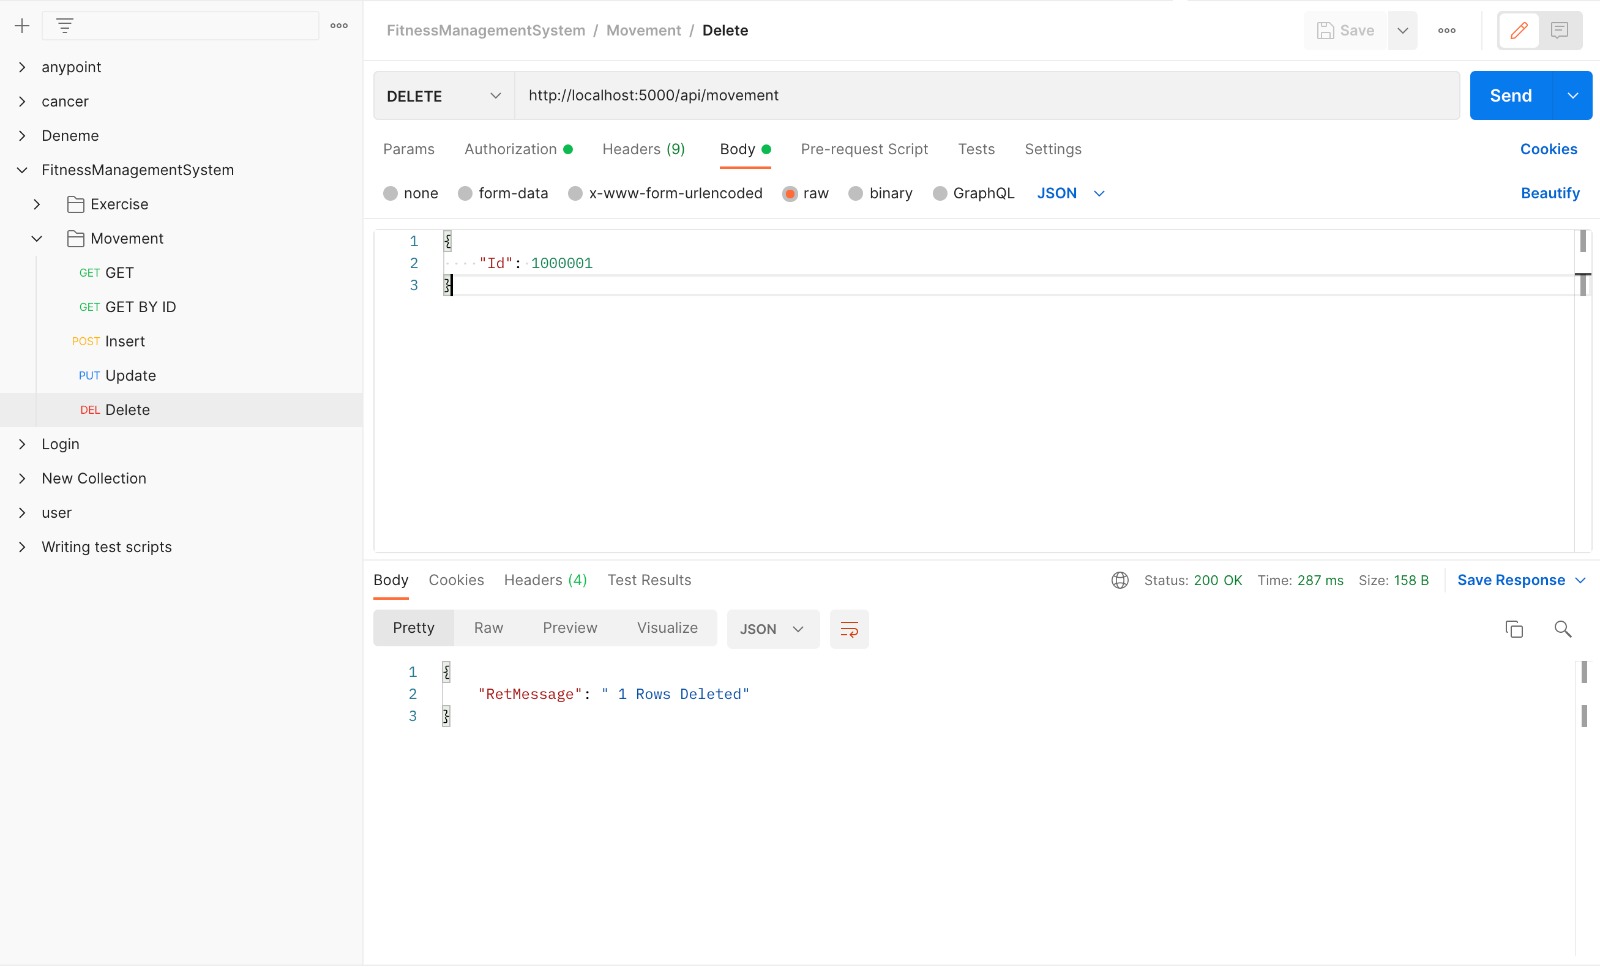 anypoint
cancer
Deneme
FitnessManagementSystem
Exercise
Movement
GET GET
GET GET BY ID
POST Insert
PUT Update
DEL Delete
Login
New Collection
user
Writing test scripts
FitnessManagementSystem / Movement / Delete
Save
DELETE http://localhost:5000/api/movement Send
Params Authorization Headers (9) Body Pre-request Script Tests Settings Cookies
none form-data x-www-form-urlencoded raw binary GraphQL JSON Beautify
1 {
2 "Id": 1000001
3 }
Body Cookies Headers (4) Test Results Status: 200 OK Time: 287 ms Size: 158 B Save Response
Pretty Raw Preview Visualize JSON
1 {
2 "RetMessage": " 1 Rows Deleted"
3 }